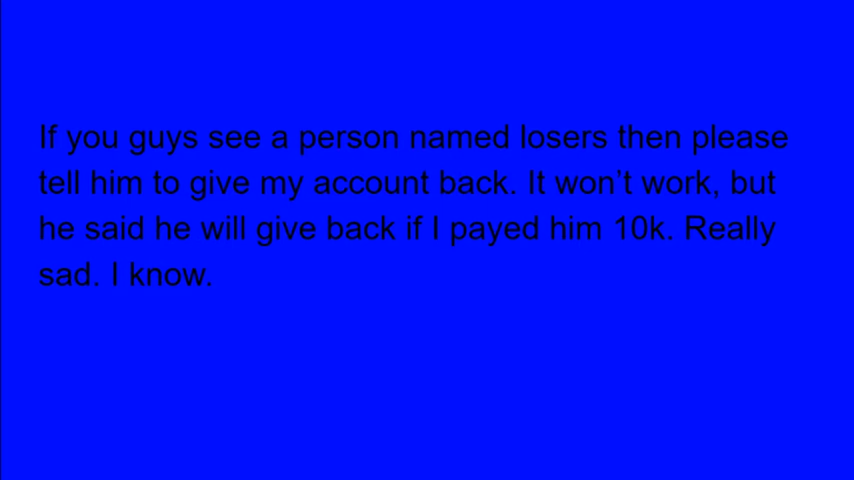 If you guys see a person named losers then please
tell him to give my account back. It won’t work, but
he said he will give back if I payed him 10k. Really
sad. I know.